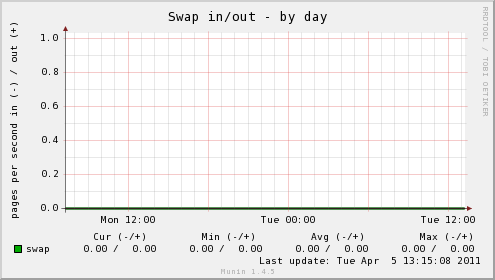 Swap in/out - by day
RRDTOOL / TOBI OETIKER
pages per second in (-) / out (+)
1.0
0.8
0.6
0.4
0.2
0.0
Mon 12:00 Tue 00:00 Tue 12:00
Cur (-/+) Min (-/+) Avg (-/+) Max (-/+)
swap 0.00 / 0.00 0.00 / 0.00 0.00 / 0.00 0.00 / 0.00
Last update: Tue Apr 5 13:15:08 2011
Munin 1.4.5